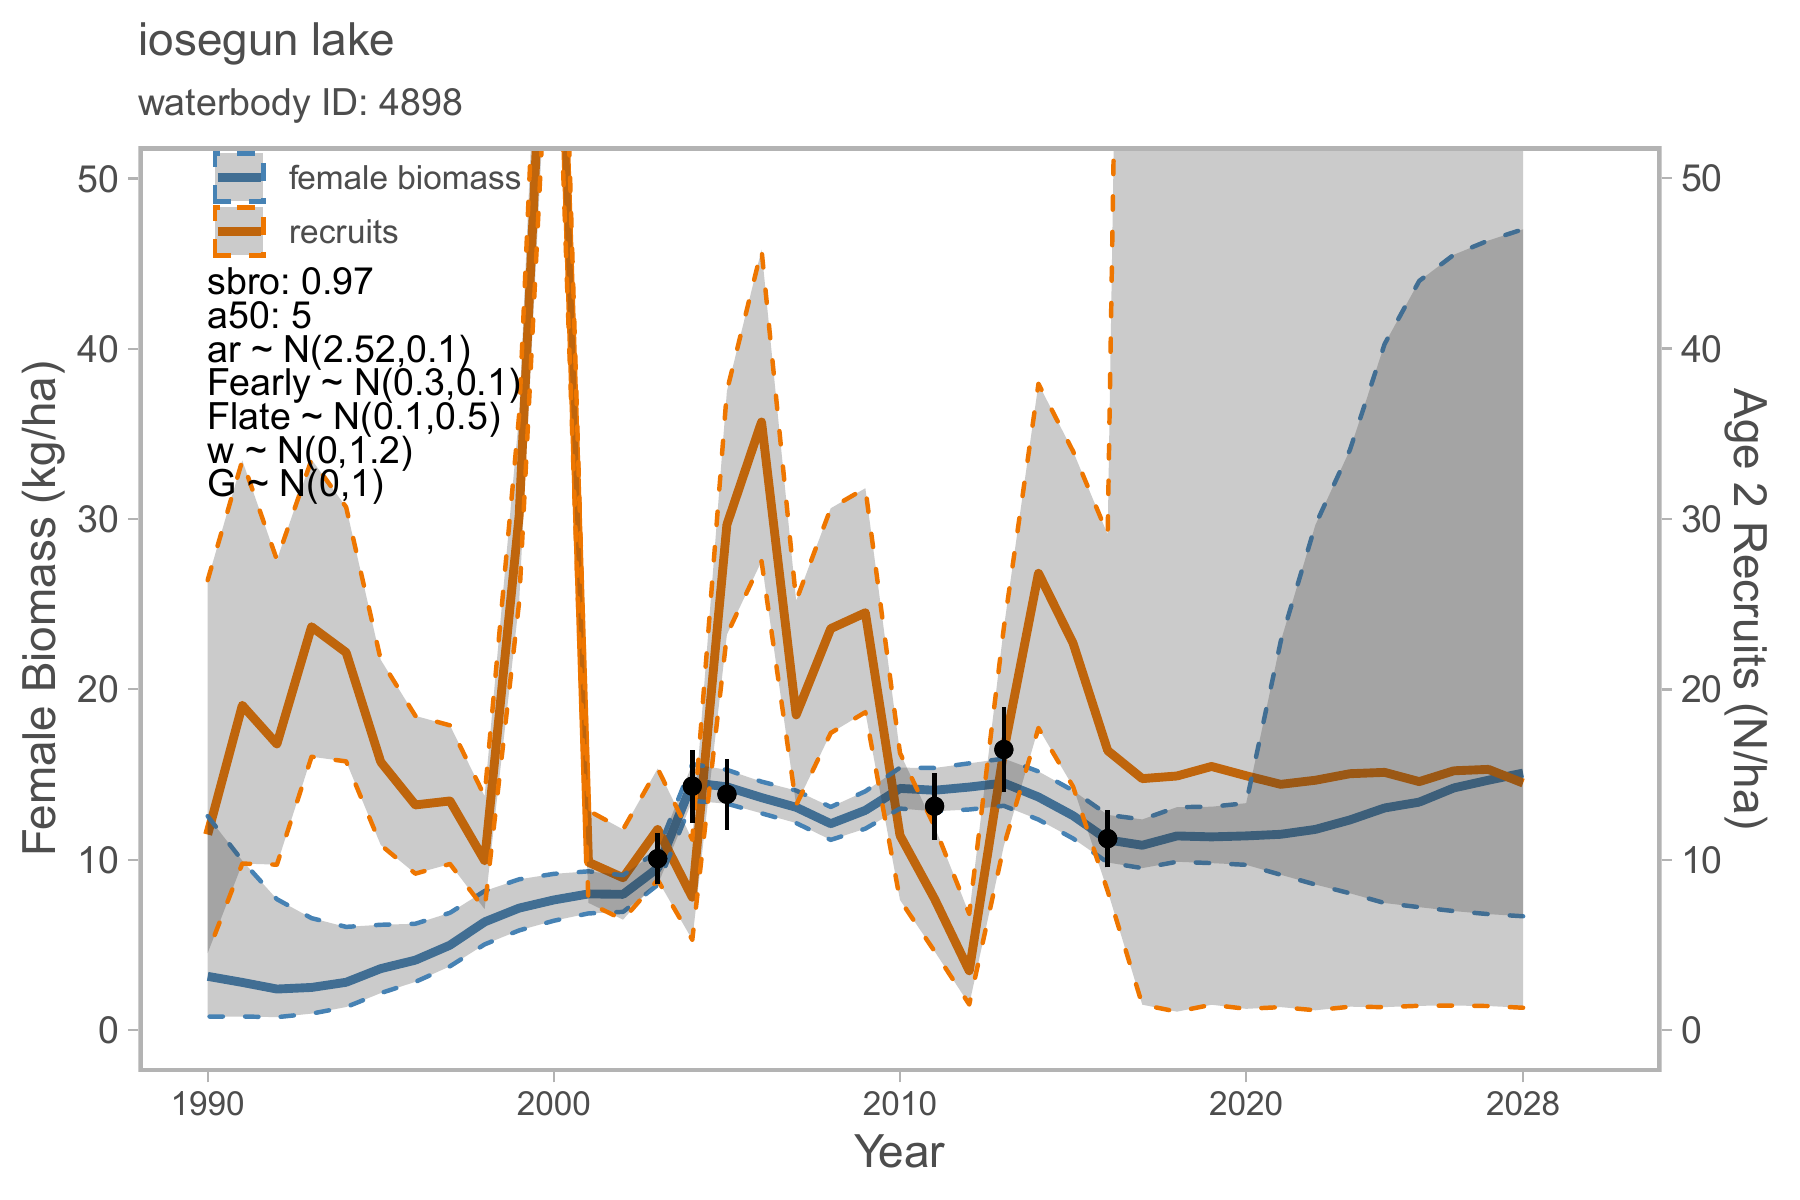 iosegun lake
waterbody ID: 4898
female biomass
recruits
sbro: 0.97
a50: 5
ar ~ N(2.52,0.1)
Fearly ~ N(0.3,0.1)
Flate ~ N(0.1,0.5)
w ~ N(0,1.2)
G ~ N(0,1)
Female Biomass (kg/ha)
50
40
30
20
10
0
50
40
30
20
10
0
Age 2 Recruits (N/ha)
1990
2000
2010
2020
2028
Year